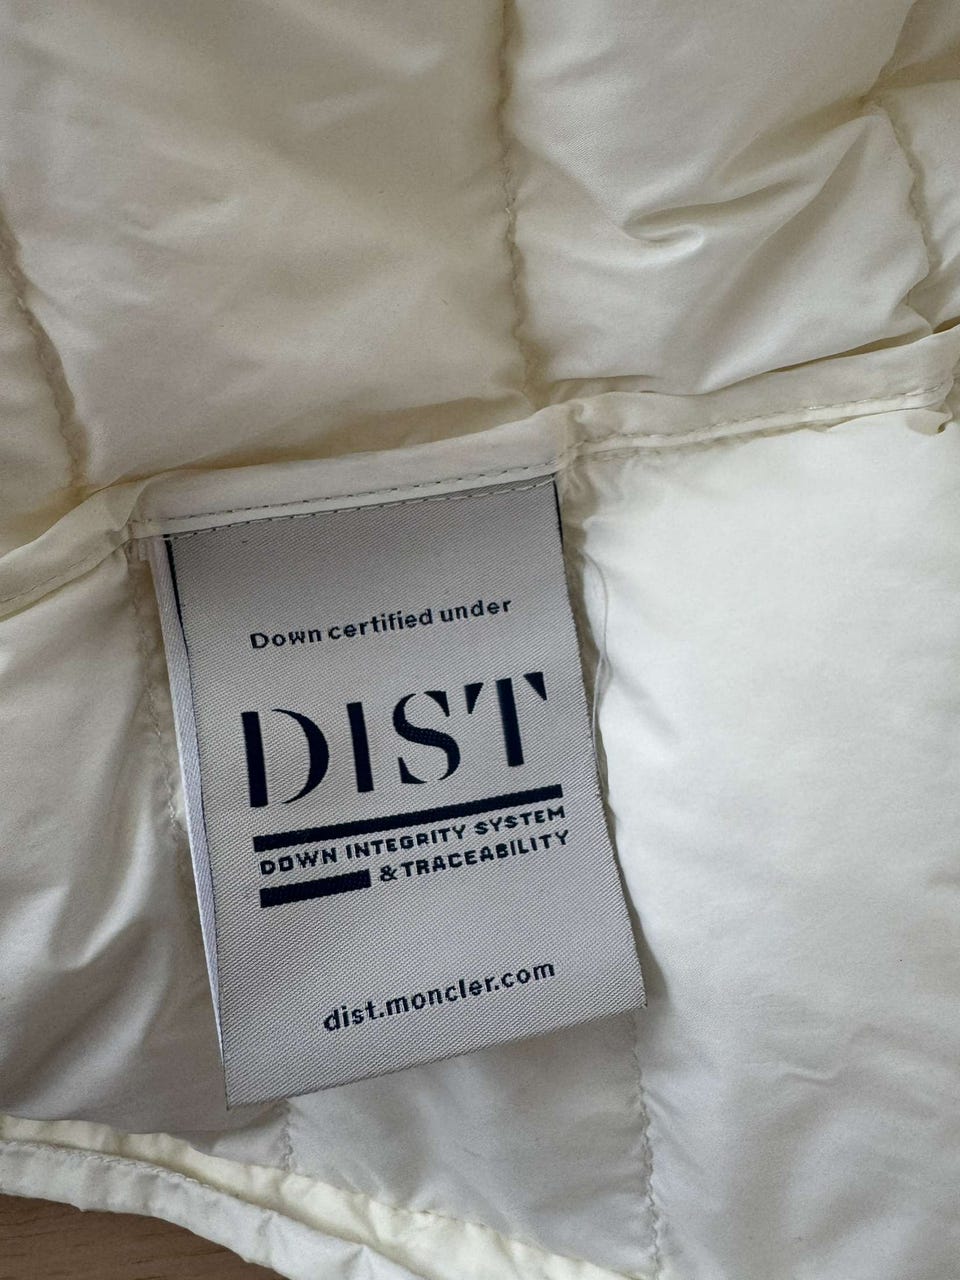 Down certified under
DIST
DOWN INTEGRITY SYSTEM
& TRACEABILITY
dist.moncler.com